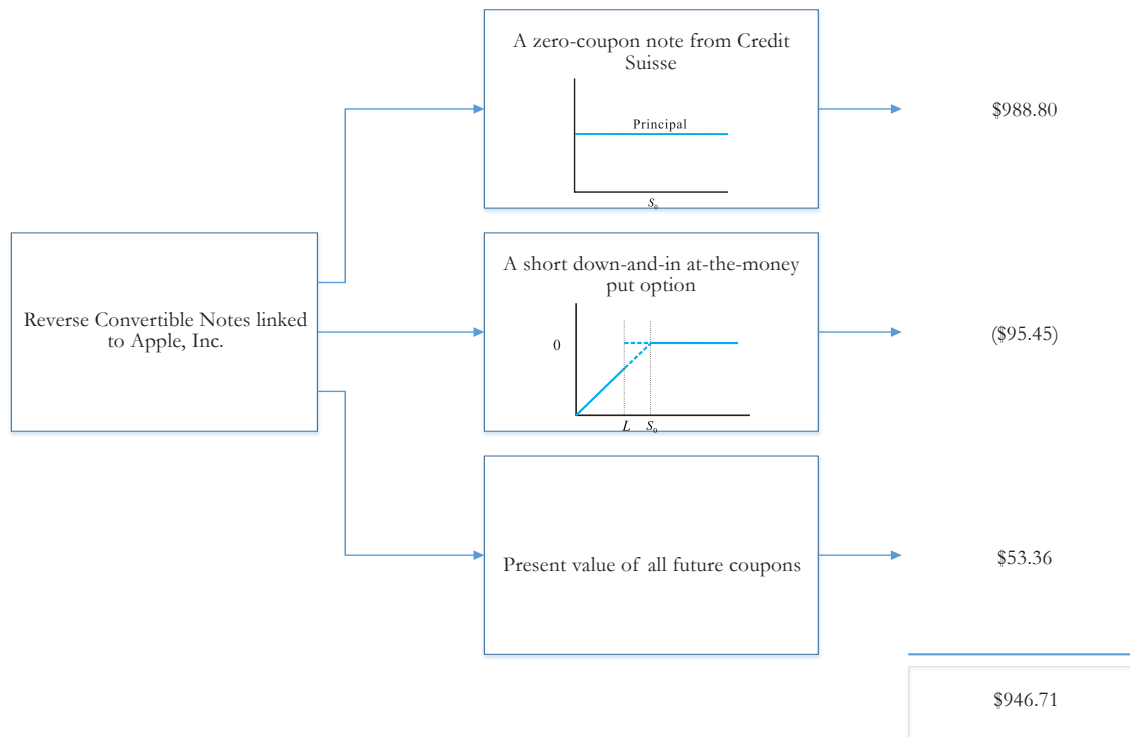 A zero-coupon note from Credit
Suisse
Principal
S₀
$988.80
Reverse Convertible Notes linked
to Apple, Inc.
A short down-and-in at-the-money
put option
0
L S₀
($95.45)
Present value of all future coupons
$53.36
$946.71